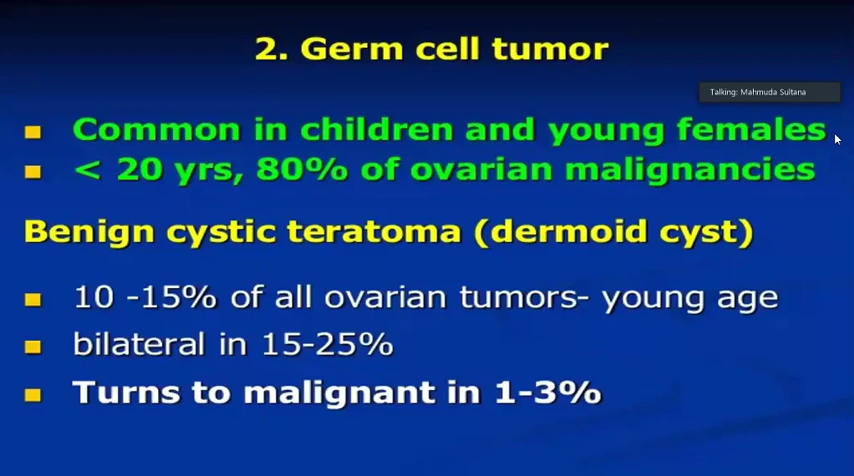 2. Germ cell tumor
Talking: Mahmuda Sultana
Common in children and young females
< 20 yrs, 80% of ovarian malignancies
Benign cystic teratoma (dermoid cyst)
10 -15% of all ovarian tumors- young age
bilateral in 15-25%
Turns to malignant in 1-3%